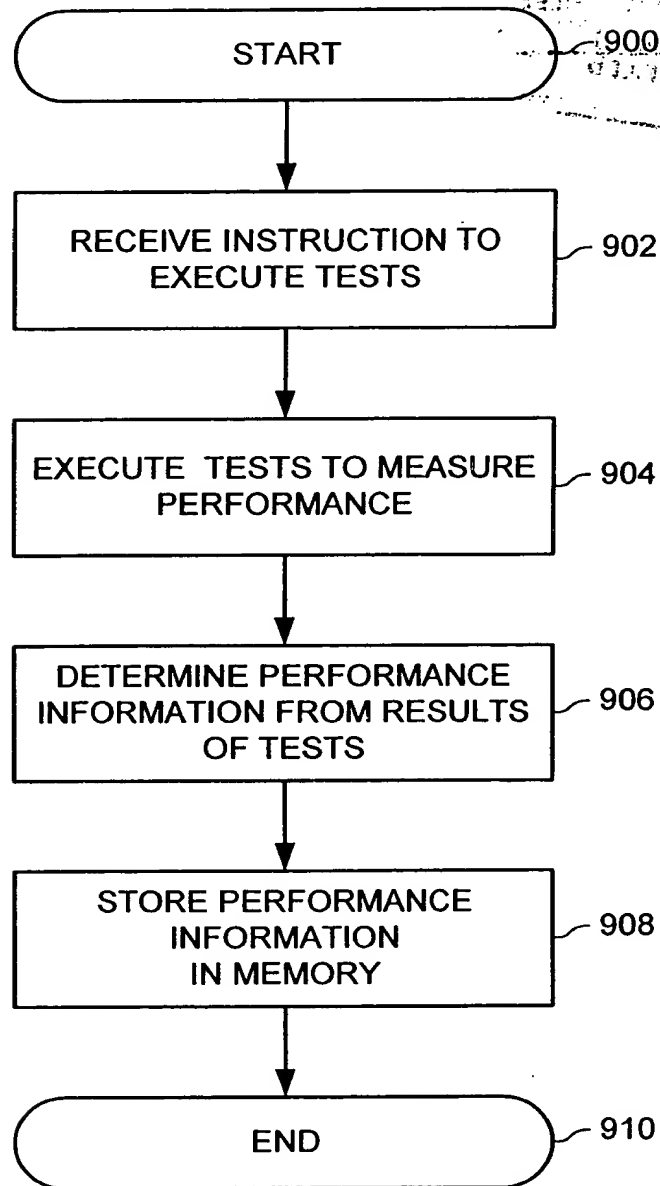 START
900
RECEIVE INSTRUCTION TO
EXECUTE TESTS
902
EXECUTE TESTS TO MEASURE
PERFORMANCE
904
DETERMINE PERFORMANCE
INFORMATION FROM RESULTS
OF TESTS
906
STORE PERFORMANCE
INFORMATION
IN MEMORY
908
END
910